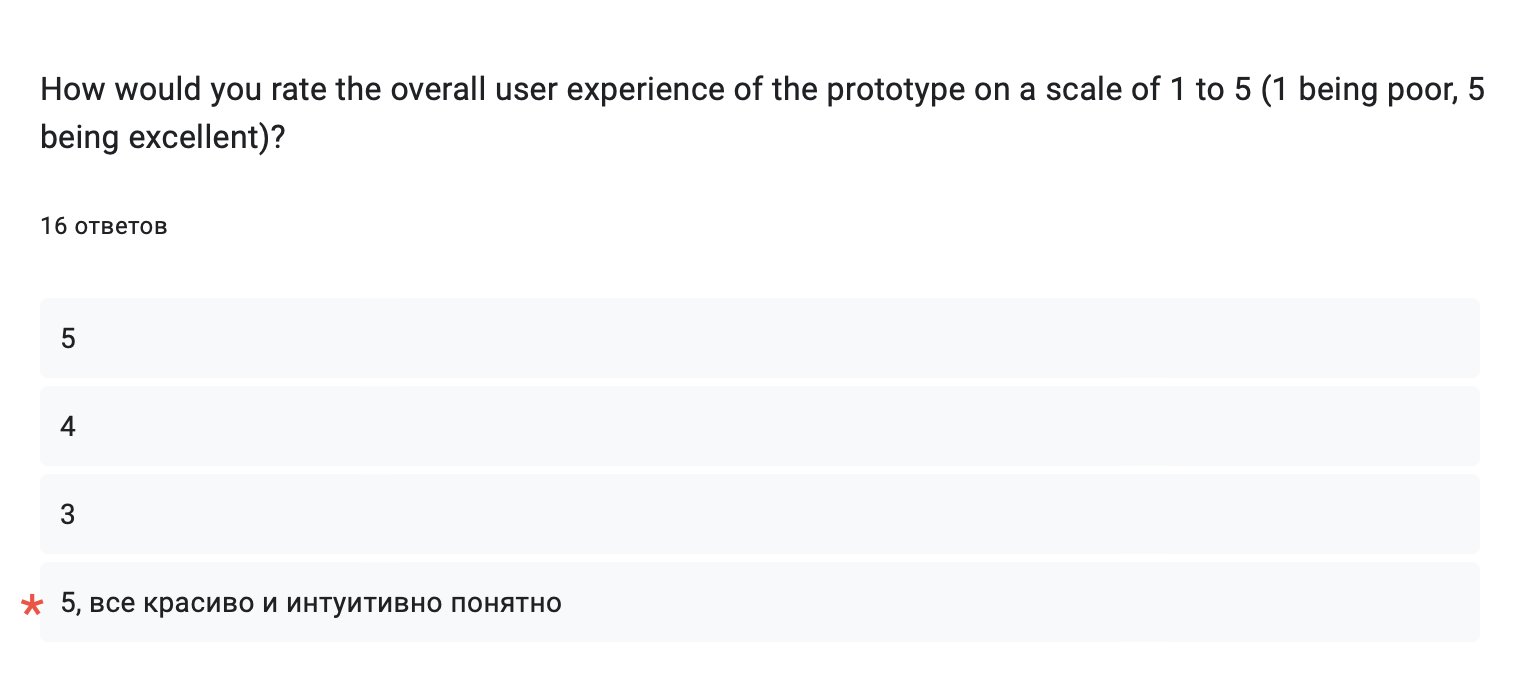 How would you rate the overall user experience of the prototype on a scale of 1 to 5 (1 being poor, 5
being excellent)?
16 ответов
5
4
3
* 5, все красиво и интуитивно понятно